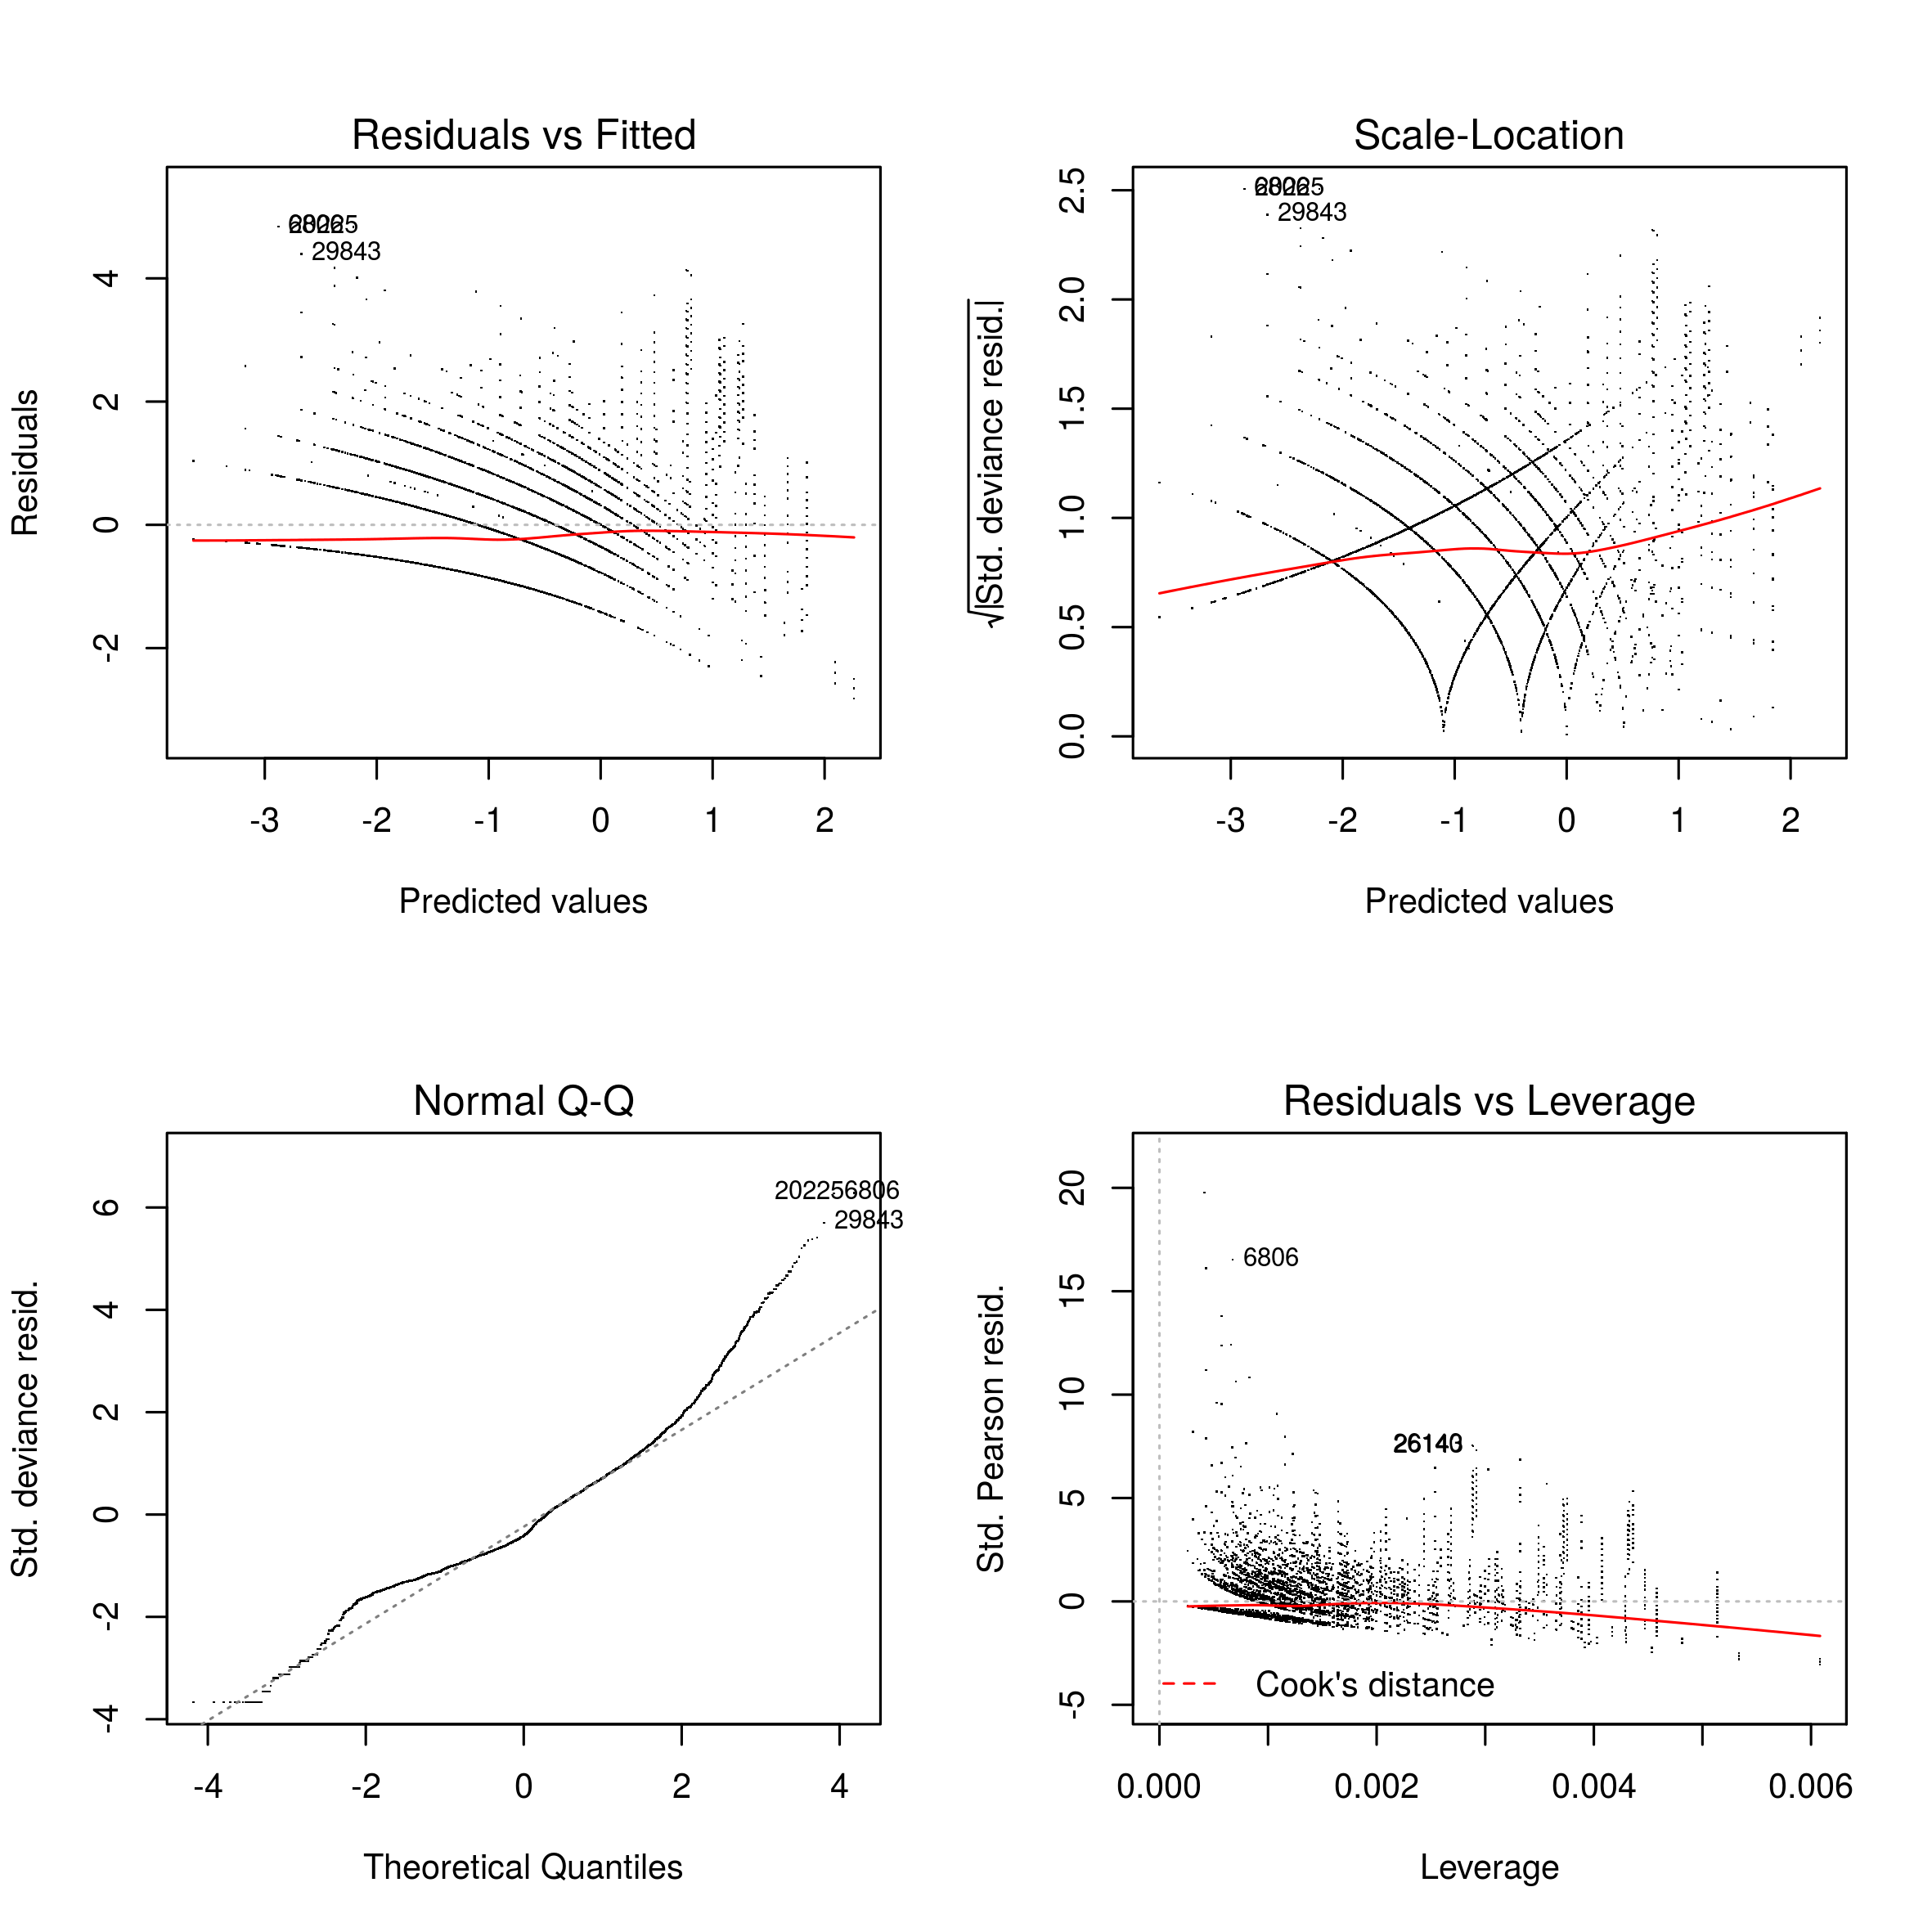 Residuals vs Fitted
29843
4
2
0
-2
Residuals
-3 -2 -1 0 1 2
Predicted values
Scale-Location
29843
2.5
2.0
1.5
1.0
0.5
0.0
√|Std. deviance resid.|
-3 -2 -1 0 1 2
Predicted values
Normal Q-Q
202256806
29843
6
4
2
0
-2
-4
Std. deviance resid.
-4 -2 0 2 4
Theoretical Quantiles
Residuals vs Leverage
6806
20
15
10
5
0
-5
Std. Pearson resid.
Cook's distance
0.000 0.002 0.004 0.006
Leverage